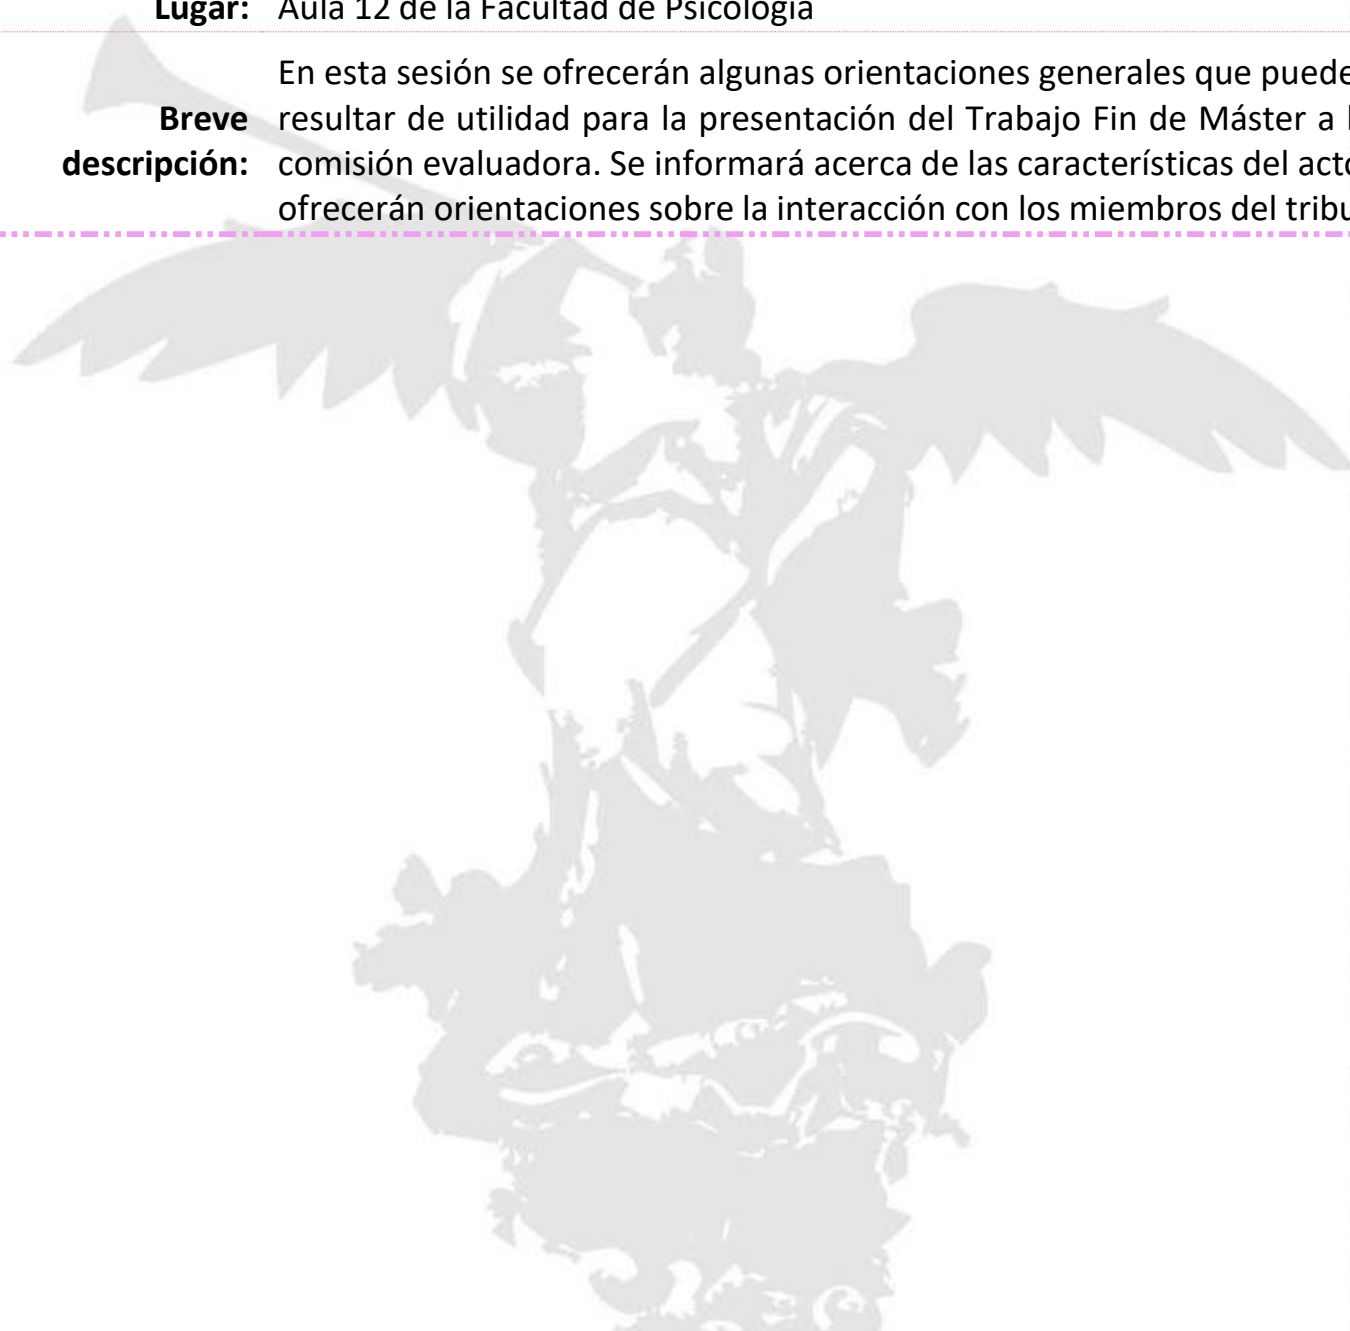 Lugar: Aula 12 de la Facultad de Psicología
En esta sesión se ofrecerán algunas orientaciones generales que puede
Breve resultar de utilidad para la presentación del Trabajo Fin de Máster a l
descripción: comisión evaluadora. Se informará acerca de las características del acto
ofrecerán orientaciones sobre la interacción con los miembros del tribu